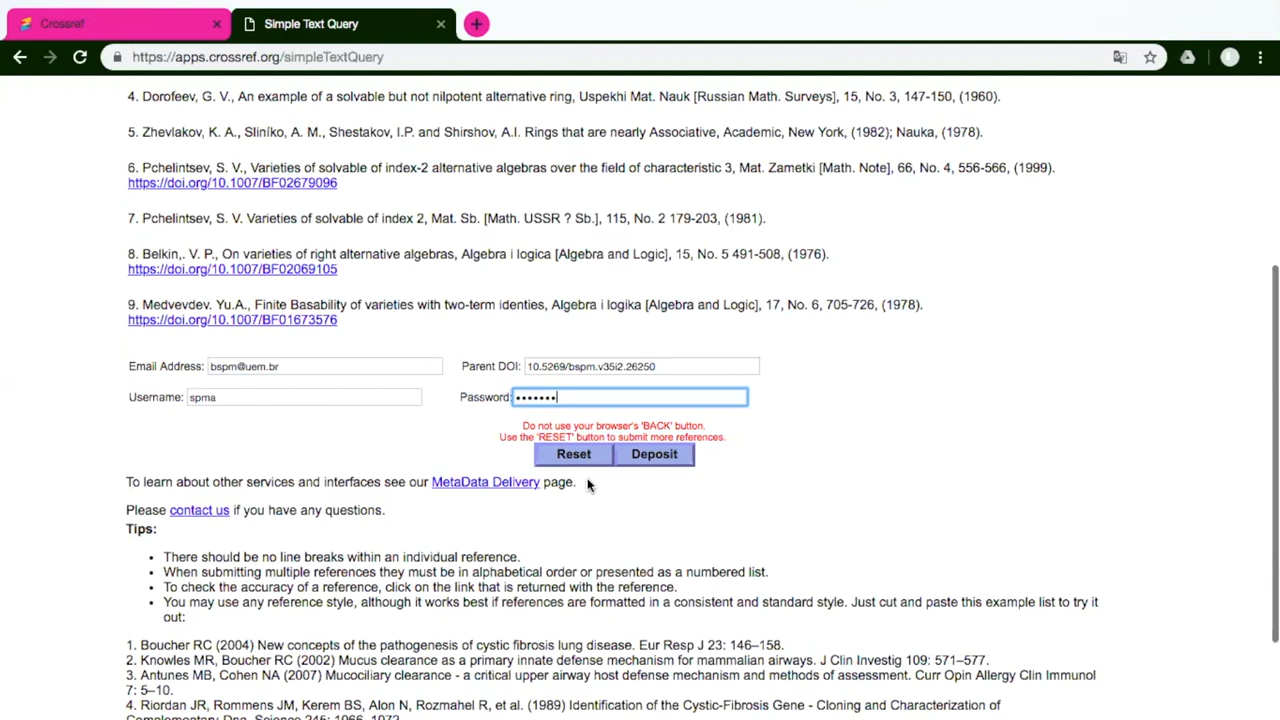 Crossref
Simple Text Query
https://apps.crossref.org/simpleTextQuery
4. Dorofeev, G. V., An example of a solvable but not nilpotent alternative ring, Uspekhi Mat. Nauk [Russian Math. Surveys], 15, No. 3, 147-150, (1960).
5. Zhevlakov, K. A., Sliníko, A. M., Shestakov, I.P. and Shirshov, A.I. Rings that are nearly Associative, Academic, New York, (1982); Nauka, (1978).
6. Pchelintsev, S. V., Varieties of solvable of index-2 alternative algebras over the field of characteristic 3, Mat. Zametki [Math. Note], 66, No. 4, 556-566, (1999).
https://doi.org/10.1007/BF02679096
7. Pchelintsev, S. V. Varieties of solvable of index 2, Mat. Sb. [Math. USSR ? Sb.], 115, No. 2 179-203, (1981).
8. Belkin,. V. P., On varieties of right alternative algebras, Algebra i logica [Algebra and Logic], 15, No. 5 491-508, (1976).
https://doi.org/10.1007/BF02069105
9. Medvevdev. Yu.A., Finite Basability of varieties with two-term identies, Algebra i logika [Algebra and Logic], 17, No. 6, 705-726, (1978).
https://doi.org/10.1007/BF01673576
Email Address: bspm@uem.br Parent DOI: 10.5269/bspm.v35i2.26250
Username: spma Password: •••••••
Do not use your browser's 'BACK' button.
Use the 'RESET' button to submit more references.
Reset Deposit
To learn about other services and interfaces see our MetaData Delivery page.
Please contact us if you have any questions.
Tips:
• There should be no line breaks within an individual reference.
• When submitting multiple references they must be in alphabetical order or presented as a numbered list.
• To check the accuracy of a reference, click on the link that is returned with the reference.
• You may use any reference style, although it works best if references are formatted in a consistent and standard style. Just cut and paste this example list to try it
out:
1. Boucher RC (2004) New concepts of the pathogenesis of cystic fibrosis lung disease. Eur Resp J 23: 146–158.
2. Knowles MR, Boucher RC (2002) Mucus clearance as a primary innate defense mechanism for mammalian airways. J Clin Investig 109: 571–577.
3. Antunes MB, Cohen NA (2007) Mucociliary clearance - a critical upper airway host defense mechanism and methods of assessment. Curr Opin Allergy Clin Immunol
7: 5–10.
4. Riordan JR, Rommens JM, Kerem BS, Alon N, Rozmahel R, et al. (1989) Identification of the Cystic-Fibrosis Gene - Cloning and Characterization of
Complementary Dna. Science 245: 1066–1072.